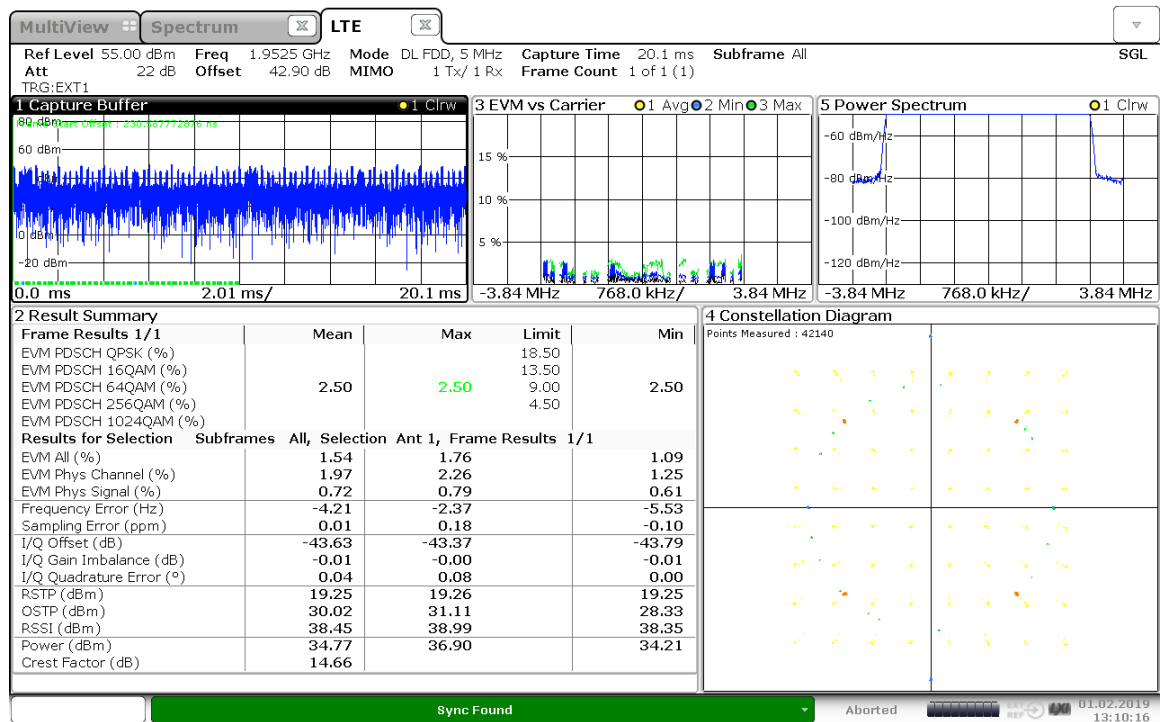 MultiView Spectrum LTE
Ref Level 55.00 dBm Freq 1.9525 GHz Mode DL FDD, 5 MHz Capture Time 20.1 ms Subframe All SGL
Att 22 dB Offset 42.90 dB MIMO 1 Tx/ 1 Rx Frame Count 1 of 1 (1)
TRG:EXT1
1 Capture Buffer 1 Clrw
80 dBm
Frame Start Offset : 230.587772876 ns
60 dBm
0 dBm
-20 dBm
0.0 ms 2.01 ms/ 20.1 ms
3 EVM vs Carrier 1 Avg 2 Min 3 Max
15 %
10 %
5 %
-3.84 MHz 768.0 kHz/ 3.84 MHz
5 Power Spectrum 1 Clrw
-60 dBm/Hz
-80 dBm/Hz
-100 dBm/Hz
-120 dBm/Hz
-3.84 MHz 768.0 kHz/ 3.84 MHz
2 Result Summary
Frame Results 1/1 Mean Max Limit Min
EVM PDSCH QPSK (%) 18.50
EVM PDSCH 16QAM (%) 13.50
EVM PDSCH 64QAM (%) 2.50 2.50 9.00 2.50
EVM PDSCH 256QAM (%) 4.50
EVM PDSCH 1024QAM (%)
Results for Selection Subframes All, Selection Ant 1, Frame Results 1/1
EVM All (%) 1.54 1.76 1.09
EVM Phys Channel (%) 1.97 2.26 1.25
EVM Phys Signal (%) 0.72 0.79 0.61
Frequency Error (Hz) -4.21 -2.37 -5.53
Sampling Error (ppm) 0.01 0.18 -0.10
I/Q Offset (dB) -43.63 -43.37 -43.79
I/Q Gain Imbalance (dB) -0.01 -0.00 -0.01
I/Q Quadrature Error (°) 0.04 0.08 0.00
RSTP (dBm) 19.25 19.26 19.25
OSTP (dBm) 30.02 31.11 28.33
RSSI (dBm) 38.45 38.99 38.35
Power (dBm) 34.77 36.90 34.21
Crest Factor (dB) 14.66
4 Constellation Diagram
Points Measured : 42140
Sync Found
Aborted
EXT
REF
LXI
01.02.2019
13:10:16